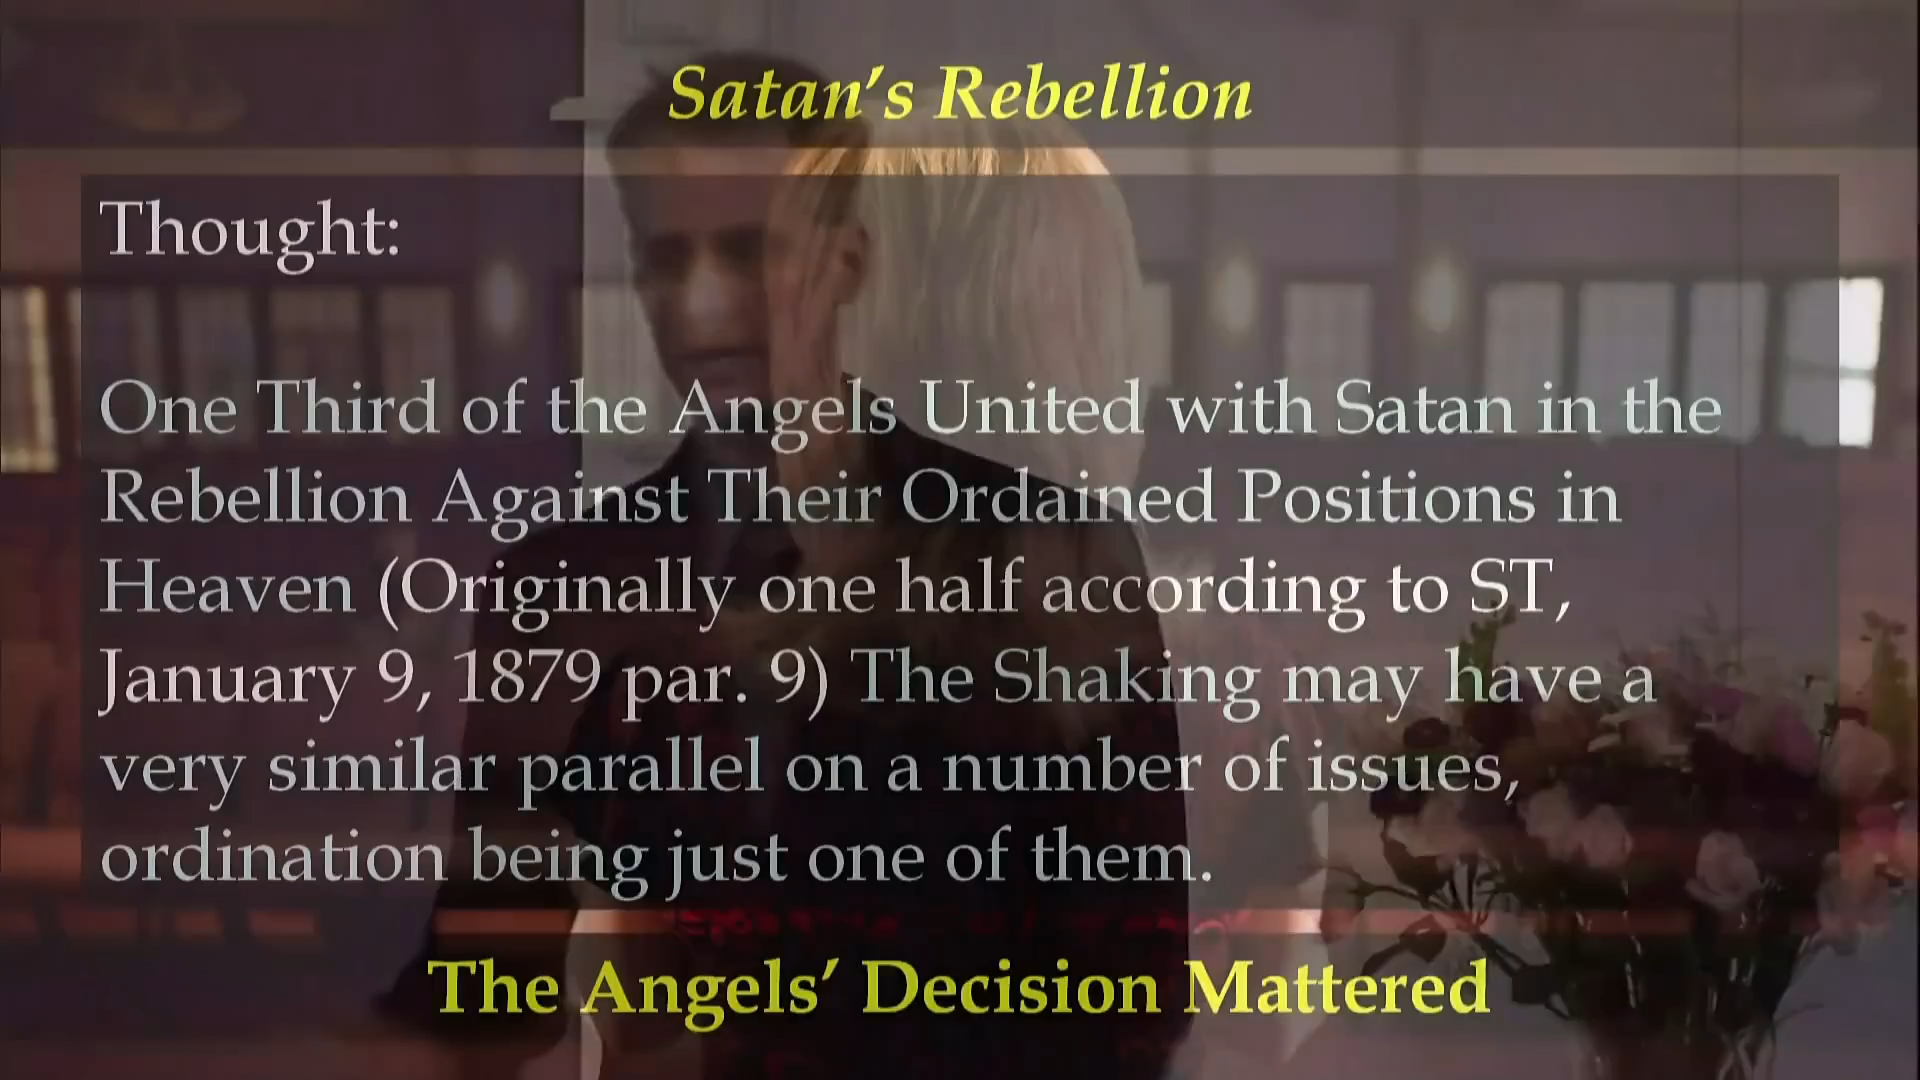 Satan's Rebellion
Thought:
One Third of the Angels United with Satan in the
Rebellion Against Their Ordained Positions in
Heaven (Originally one half according to ST,
January 9, 1879 par. 9) The Shaking may have a
very similar parallel on a number of issues,
ordination being just one of them.
The Angels' Decision Mattered